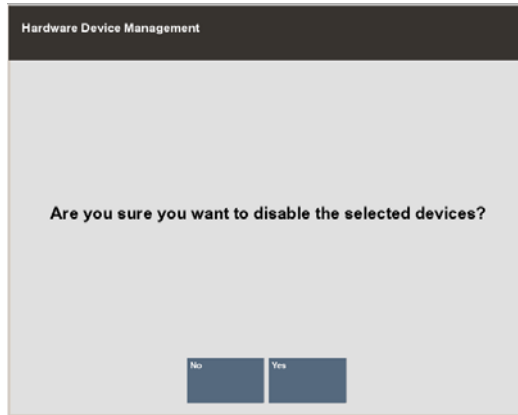 Hardware Device Management
Are you sure you want to disable the selected devices?
No
Yes